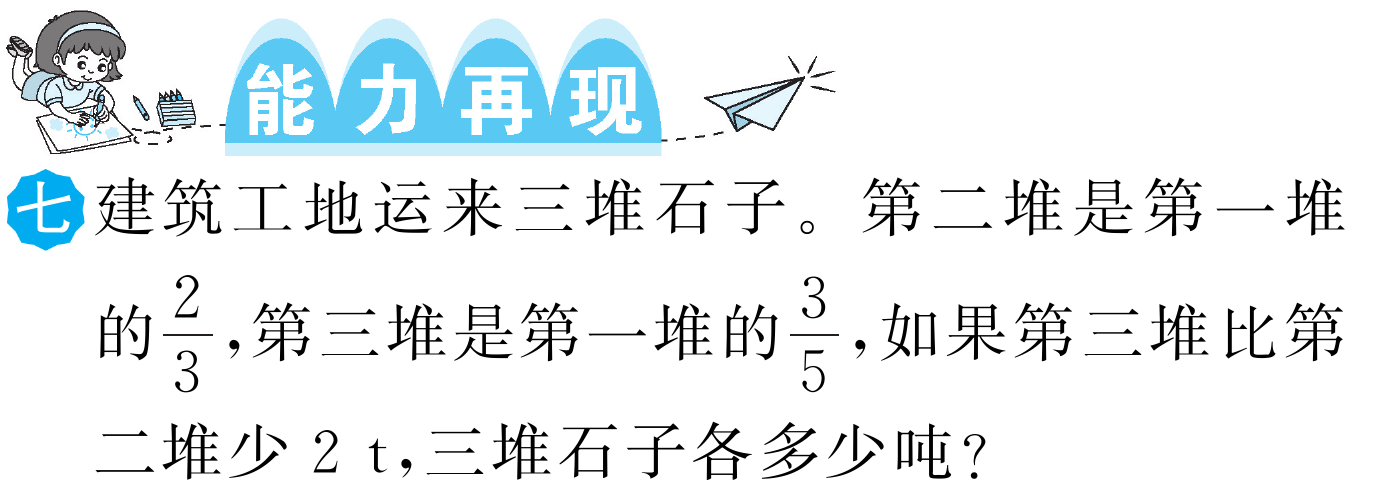 能力再现
七 建筑工地运来三堆石子。第二堆是第一堆
的2/3,第三堆是第一堆的3/5,如果第三堆比第
二堆少 2 t,三堆石子各多少吨?